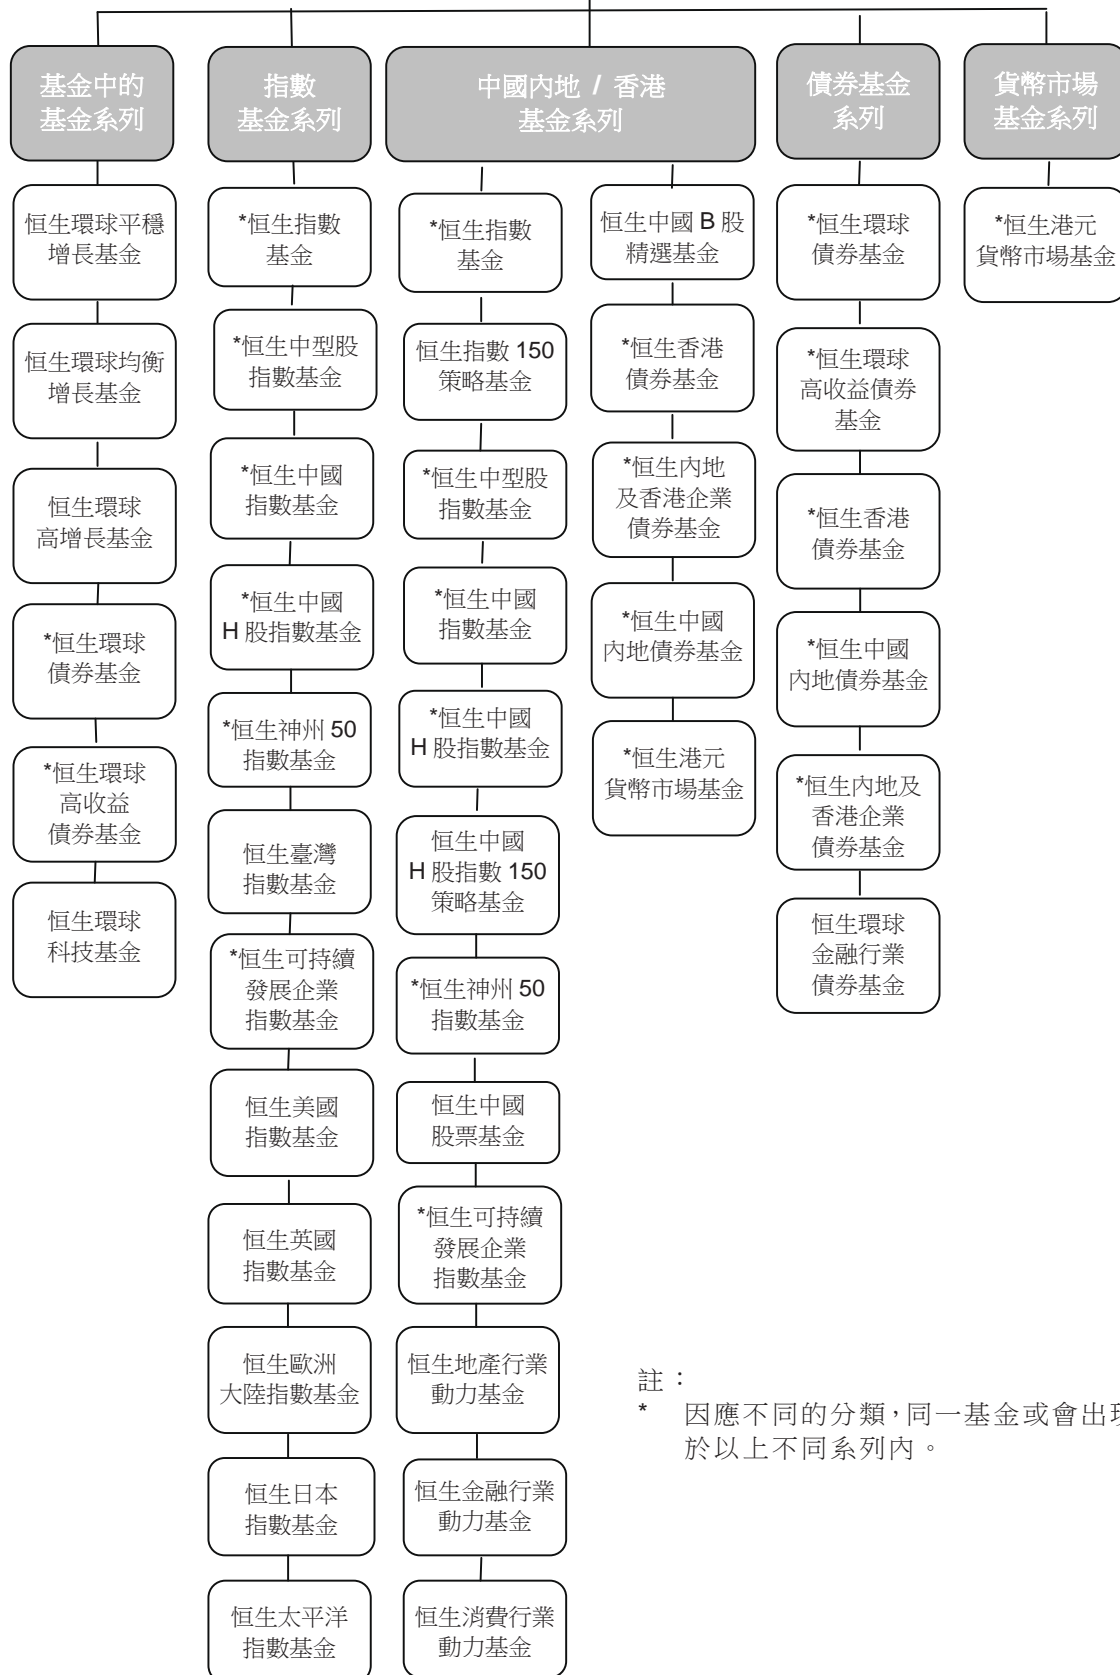 基金中的
基金系列
恒生環球平穩
增長基金
恒生環球均衡
增長基金
恒生環球
高增長基金
*恒生環球
債券基金
*恒生環球
高收益
債券基金
恒生環球
科技基金
指數
基金系列
*恒生指數
基金
*恒生中型股
指數基金
*恒生中國
指數基金
*恒生中國
H 股指數基金
*恒生神州 50
指數基金
恒生臺灣
指數基金
*恒生可持續
發展企業
指數基金
恒生美國
指數基金
恒生英國
指數基金
恒生歐洲
大陸指數基金
恒生日本
指數基金
恒生太平洋
指數基金
中國內地 / 香港
基金系列
*恒生指數
基金
恒生指數 150
策略基金
*恒生中型股
指數基金
*恒生中國
指數基金
*恒生中國
H 股指數基金
恒生中國
H 股指數 150
策略基金
*恒生神州 50
指數基金
恒生中國
股票基金
*恒生可持續
發展企業
指數基金
恒生地產行業
動力基金
恒生金融行業
動力基金
恒生消費行業
動力基金
恒生中國 B 股
精選基金
*恒生香港
債券基金
*恒生內地
及香港企業
債券基金
*恒生中國
內地債券基金
*恒生港元
貨幣市場基金
債券基金
系列
*恒生環球
債券基金
*恒生環球
高收益債券
基金
*恒生香港
債券基金
*恒生中國
內地債券基金
*恒生內地及
香港企業
債券基金
恒生環球
金融行業
債券基金
貨幣市場
基金系列
*恒生港元
貨幣市場基金
註：
* 因應不同的分類，同一基金或會出現
於以上不同系列內。